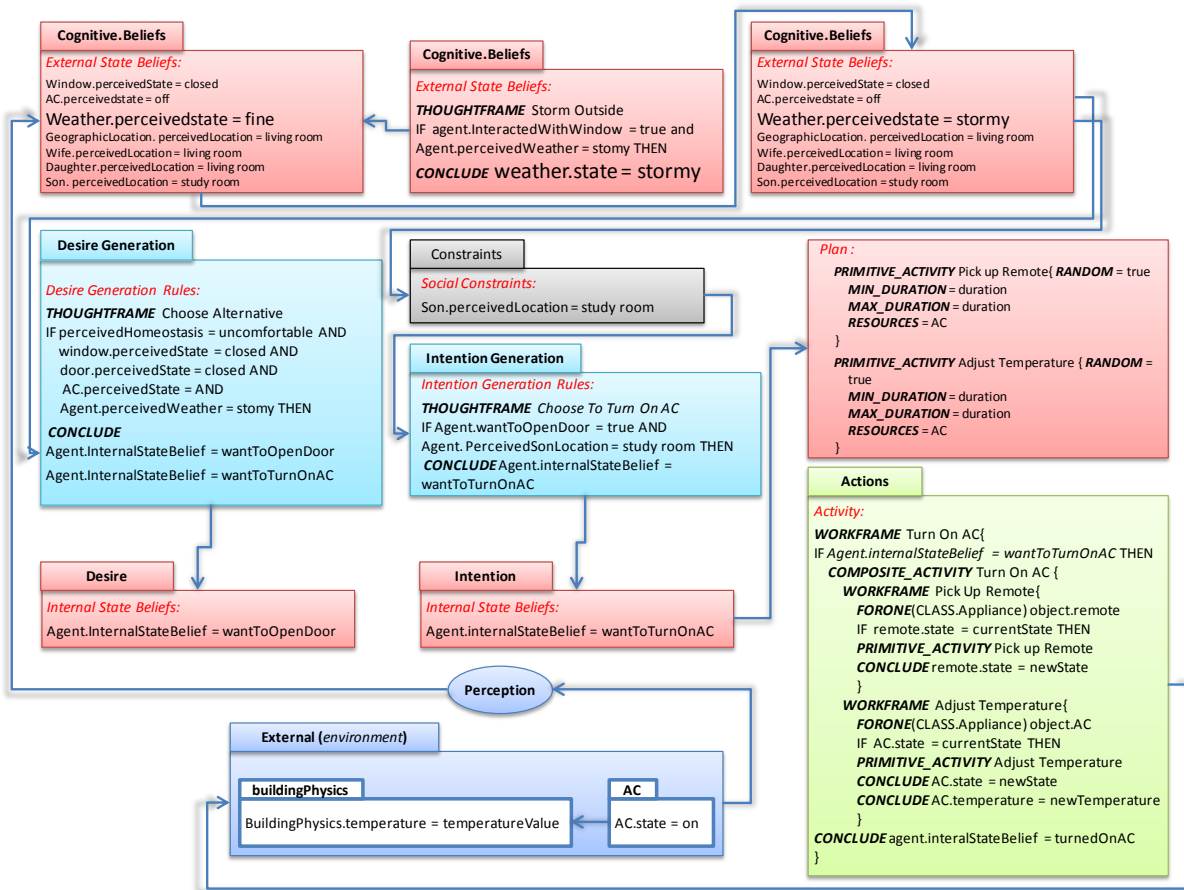 Cognitive.Beliefs
External State Beliefs:
Window.perceivedState = closed
AC.perceivedstate = off
Weather.perceivedstate = fine
GeographicLocation. perceivedLocation = living room
Wife.perceivedLocation = living room
Daughter.perceivedLocation = living room
Son. perceivedLocation = study room
Cognitive.Beliefs
External State Beliefs:
THOUGHTFRAME Storm Outside
IF agent.InteractedWithWindow = true and
Agent.perceivedWeather = stomy THEN
CONCLUDE weather.state = stormy
Cognitive.Beliefs
External State Beliefs:
Window.perceivedState = closed
AC.perceivedstate = off
Weather.perceivedstate = stormy
GeographicLocation. perceivedLocation = living room
Wife.perceivedLocation = living room
Daughter.perceivedLocation = living room
Son.perceivedLocation = study room
Desire Generation
Desire Generation Rules:
THOUGHTFRAME Choose Alternative
IF perceivedHomeostasis = uncomfortable AND
window.perceivedState = closed AND
door.perceivedState = closed AND
AC.perceivedState = AND
Agent.perceivedWeather = stomy THEN
CONCLUDE
Agent.InternalStateBelief = wantToOpenDoor
Agent.InternalStateBelief = wantToTurnOnAC
Constraints
Social Constraints:
Son.perceivedLocation = study room
Intention Generation
Intention Generation Rules:
THOUGHTFRAME Choose To Turn On AC
IF Agent.wantToOpenDoor = true AND
Agent. PerceivedSonLocation = study room THEN
CONCLUDE Agent.internalStateBelief =
wantToTurnOnAC
Plan :
PRIMITIVE_ACTIVITY Pick up Remote{ RANDOM = true
MIN_DURATION = duration
MAX_DURATION = duration
RESOURCES = AC
}
PRIMITIVE_ACTIVITY Adjust Temperature { RANDOM =
true
MIN_DURATION = duration
MAX_DURATION = duration
RESOURCES = AC
}
Desire
Internal State Beliefs:
Agent.InternalStateBelief = wantToOpenDoor
Intention
Internal State Beliefs:
Agent.internalStateBelief = wantToTurnOnAC
Actions
Activity:
WORKFRAME Turn On AC{
IF Agent.internalStateBelief = wantToTurnOnAC THEN
COMPOSITE_ACTIVITY Turn On AC {
WORKFRAME Pick Up Remote{
FORONE(CLASS.Appliance) object.remote
IF remote.state = currentState THEN
PRIMITIVE_ACTIVITY Pick up Remote
CONCLUDE remote.state = newState
}
WORKFRAME Adjust Temperature{
FORONE(CLASS.Appliance) object.AC
IF AC.state = currentState THEN
PRIMITIVE_ACTIVITY Adjust Temperature
CONCLUDE AC.state = newState
CONCLUDE AC.temperature = newTemperature
}
CONCLUDE agent.interalStateBelief = turnedOnAC
}
Perception
External (environment)
buildingPhysics
BuildingPhysics.temperature = temperatureValue
AC
AC.state = on